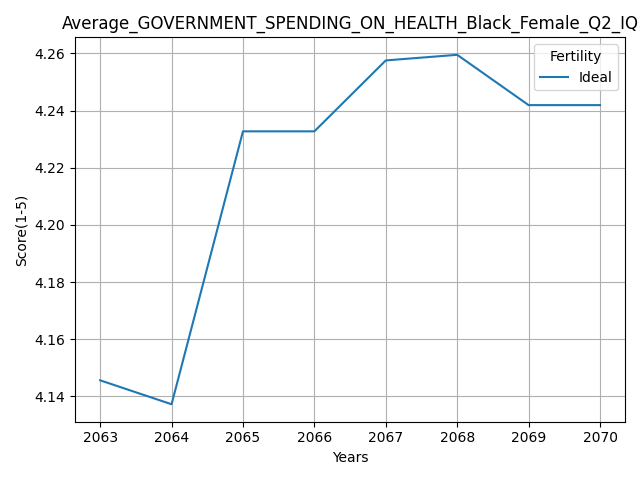 Average_GOVERNMENT_SPENDING_ON_HEALTH_Black_Female_Q2_IQ
Fertility
Ideal
4.26
4.24
4.22
4.20
4.18
4.16
4.14
Score(1-5)
2063 2064 2065 2066 2067 2068 2069 2070
Years